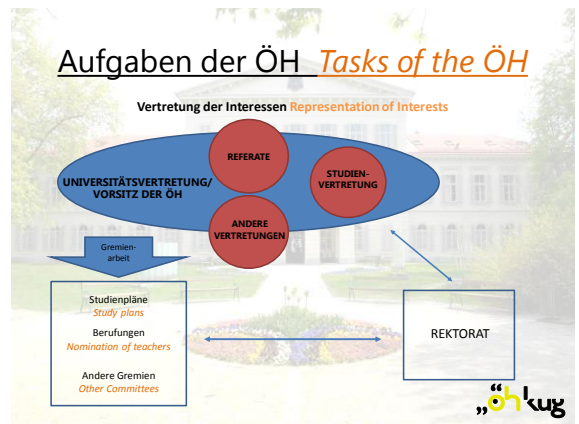 Aufgaben der ÖH Tasks of the ÖH
Vertretung der Interessen Representation of Interests
REFERATE
STUDIEN-
VERTRETUNG
UNIVERSITÄTSVERTRETUNG/
VORSITZ DER ÖH
ANDERE
VERTRETUNGEN
Gremien-
arbeit
Studienpläne
Study plans
Berufungen
Nomination of teachers
Andere Gremien
Other Committees
REKTORAT
„öh kug